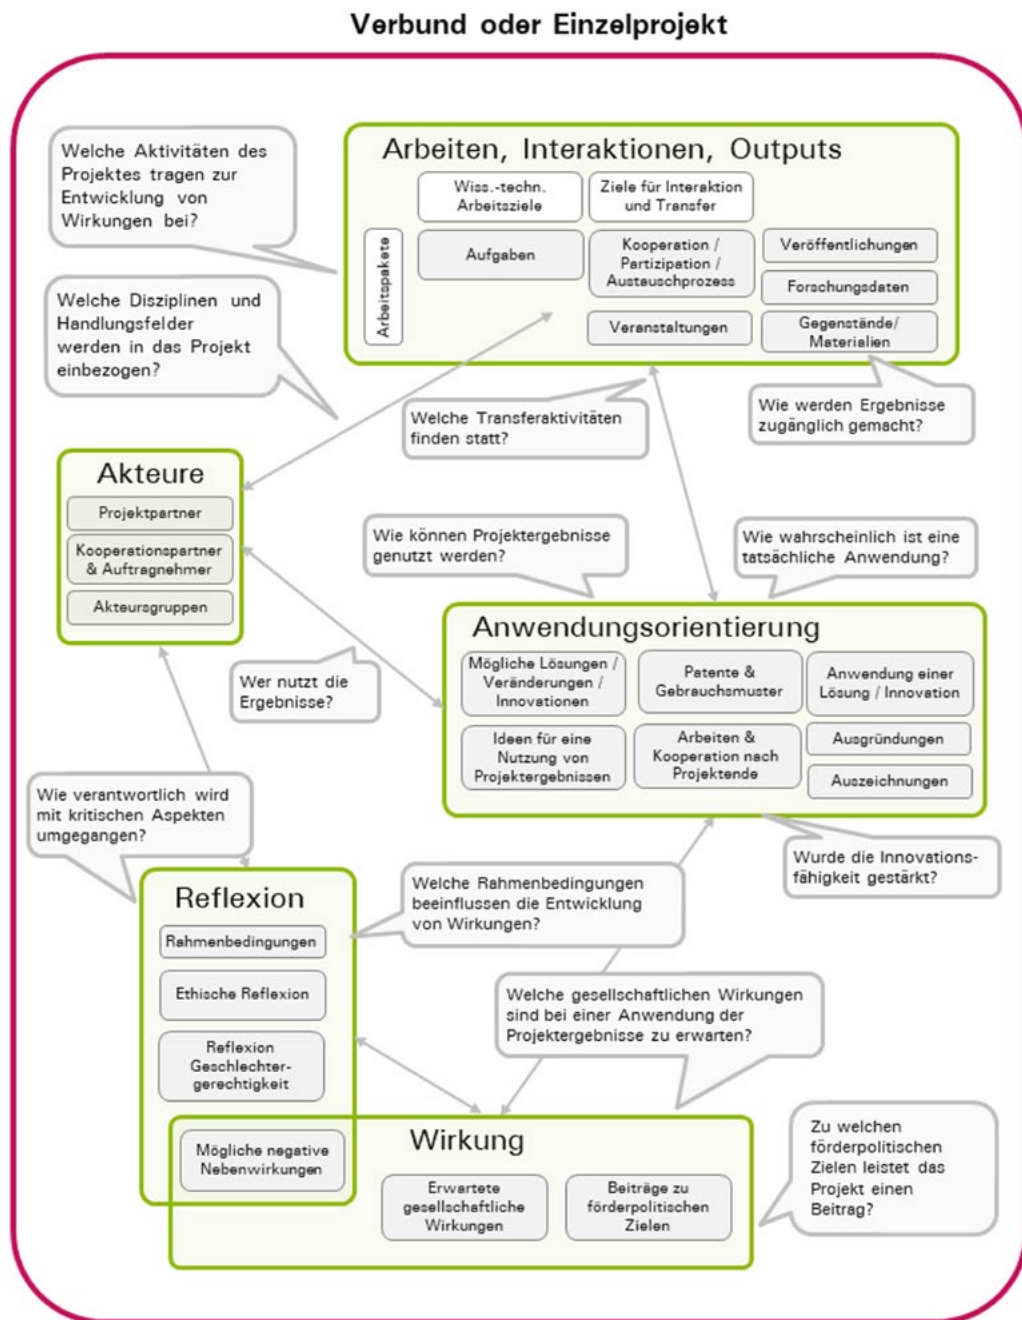 Verbund oder Einzelprojekt
Welche Aktivitäten des
Projektes tragen zur
Entwicklung von
Wirkungen bei?
Arbeiten, Interaktionen, Outputs
Wiss.-techn.
Arbeitsziele
Ziele für Interaktion
und Transfer
Arbeitspakete
Aufgaben
Kooperation /
Partizipation /
Austauschprozess
Veröffentlichungen
Forschungsdaten
Veranstaltungen
Gegenstände/
Materialien
Welche Disziplinen und
Handlungsfelder
werden in das Projekt
einbezogen?
Welche Transferaktivitäten
finden statt?
Wie werden Ergebnisse
zugänglich gemacht?
Akteure
Projektpartner
Kooperationspartner
& Auftragnehmer
Akteursgruppen
Wie können Projektergebnisse
genutzt werden?
Wie wahrscheinlich ist eine
tatsächliche Anwendung?
Anwendungsorientierung
Mögliche Lösungen /
Veränderungen /
Innovationen
Patente &
Gebrauchsmuster
Anwendung einer
Lösung / Innovation
Ideen für eine
Nutzung von
Projektergebnissen
Arbeiten &
Kooperation nach
Projektende
Ausgründungen
Auszeichnungen
Wer nutzt die
Ergebnisse?
Wie verantwortlich wird
mit kritischen Aspekten
umgegangen?
Wurde die Innovations-
fähigkeit gestärkt?
Welche Rahmenbedingungen
beeinflussen die Entwicklung
von Wirkungen?
Reflexion
Rahmenbedingungen
Ethische Reflexion
Reflexion
Geschlechter-
gerechtigkeit
Mögliche negative
Nebenwirkungen
Welche gesellschaftlichen Wirkungen
sind bei einer Anwendung der
Projektergebnisse zu erwarten?
Wirkung
Erwartete
gesellschaftliche
Wirkungen
Beiträge zu
förderpolitischen
Zielen
Zu welchen
förderpolitischen
Zielen leistet das
Projekt einen
Beitrag?